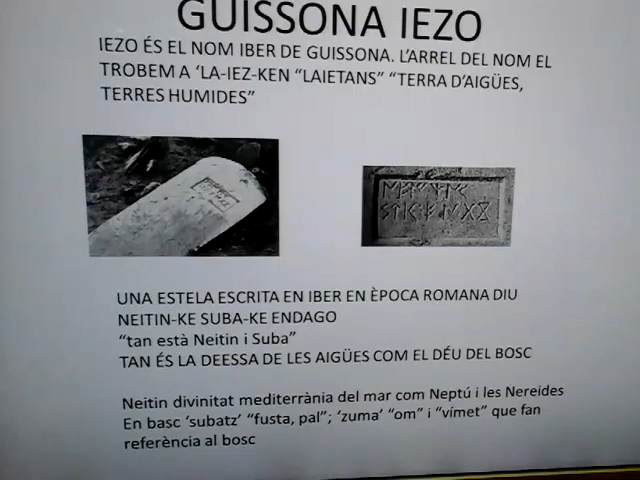 GUISSONA IEZO
IEZO ÉS EL NOM IBER DE GUISSONA. L'ARREL DEL NOM EL
TROBEM A ‘LA-IEZ-KEN “LAIETANS” “TERRA D'AIGÜES,
TERRES HUMIDES”
UNA ESTELA ESCRITA EN IBER EN ÈPOCA ROMANA DIU
NEITIN-KE SUBA-KE ENDAGO
“tan està Neitin i Suba”
TAN ÉS LA DEESSA DE LES AIGÜES COM EL DÉU DEL BOSC
Neitin divinitat mediterrània del mar com Neptú i les Nereides
En basc ‘subatz’ “fusta, pal”; ‘zuma’ “om” i “vímet” que fan
referència al bosc